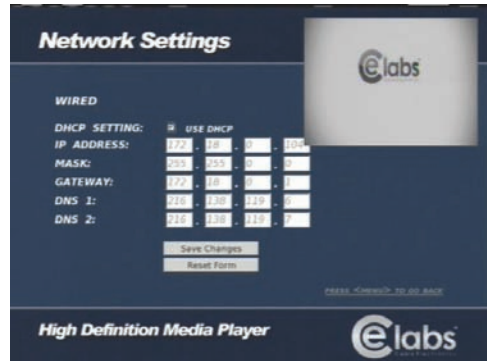 Network Settings
elabs
WIRED
DHCP SETTING: USE DHCP
IP ADDRESS: 172 . 18 . 0 . 104
MASK: 255 . 255 . 0 . 0
GATEWAY: 172 . 18 . 0 . 1
DNS 1: 216 . 138 . 119 . 6
DNS 2: 216 . 138 . 119 . 7
Save Changes
Reset Form
PRESS <MENU> TO GO BACK
High Definition Media Player
elabs